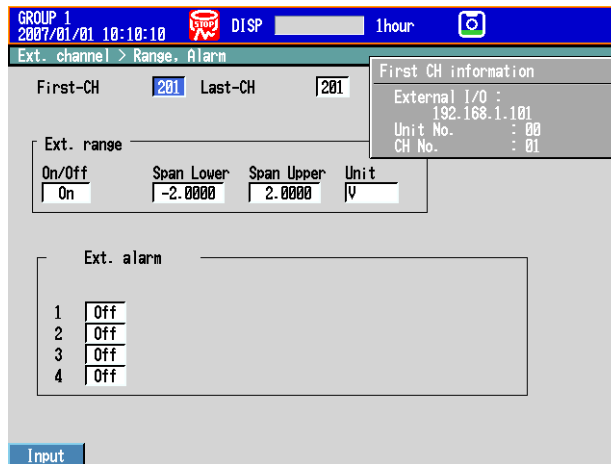 GROUP 1
2007/01/01 10:10:10 STOP DISP 1hour
Ext. channel > Range, Alarm
First CH information
External I/O :
192.168.1.101
Unit No. : 00
CH No. : 01
First-CH 201 Last-CH 201
Ext. range
On/Off Span Lower Span Upper Unit
On -2.0000 2.0000 V
Ext. alarm
1 Off
2 Off
3 Off
4 Off
Input